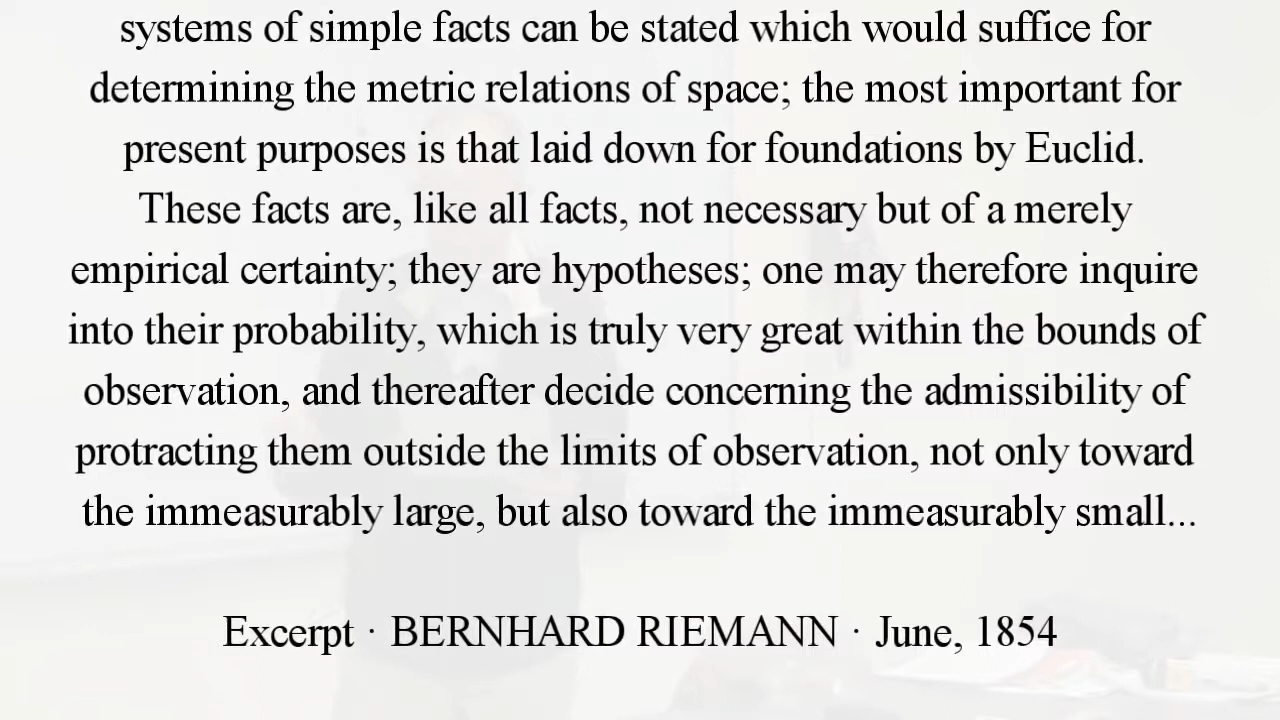 systems of simple facts can be stated which would suffice for
determining the metric relations of space; the most important for
present purposes is that laid down for foundations by Euclid.
These facts are, like all facts, not necessary but of a merely
empirical certainty; they are hypotheses; one may therefore inquire
into their probability, which is truly very great within the bounds of
observation, and thereafter decide concerning the admissibility of
protracting them outside the limits of observation, not only toward
the immeasurably large, but also toward the immeasurably small...
Excerpt · BERNHARD RIEMANN · June, 1854